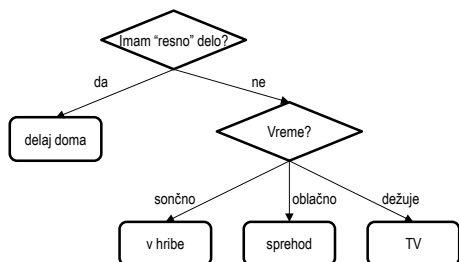 Imam “resno” delo?
da
ne
delaj doma
Vreme?
sončno
oblačno
dežuje
v hribe
sprehod
TV